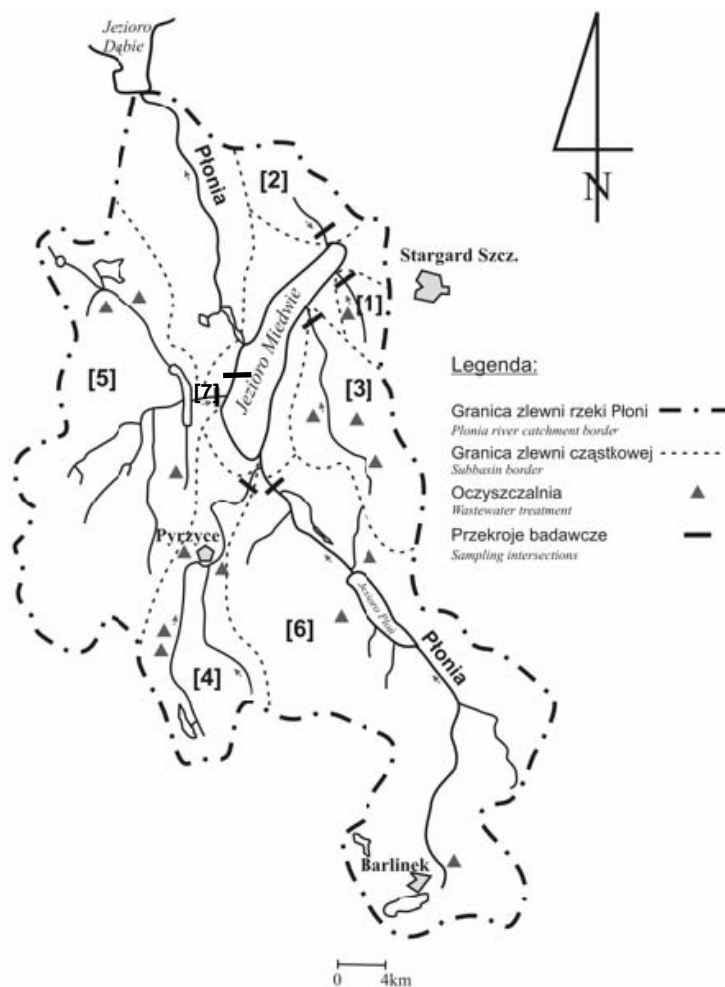 Jezioro
Dąbie
Płonia
[2]
N
Stargard Szcz.
[1]
Jezioro Miedwie
[3]
[5]
[7]
Legenda:
Granica zlewni rzeki Płoni
Plonia river catchment border
Granica zlewni cząstkowej
Subbasin border
Oczyszczalnia
Wastewater treatment
Przekroje badawcze
Sampling intersections
Pyrzyce
Jezioro Płoń
[6]
Płonia
[4]
Barlinek
0 4km